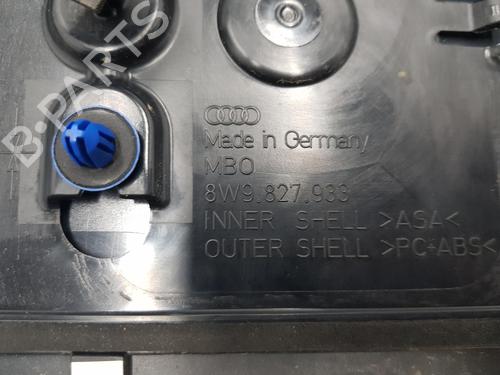 B-PARTS
Made in Germany
MBO
8W9.827.933
INNER SHELL >ASA<
OUTER SHELL >PC+ABS<